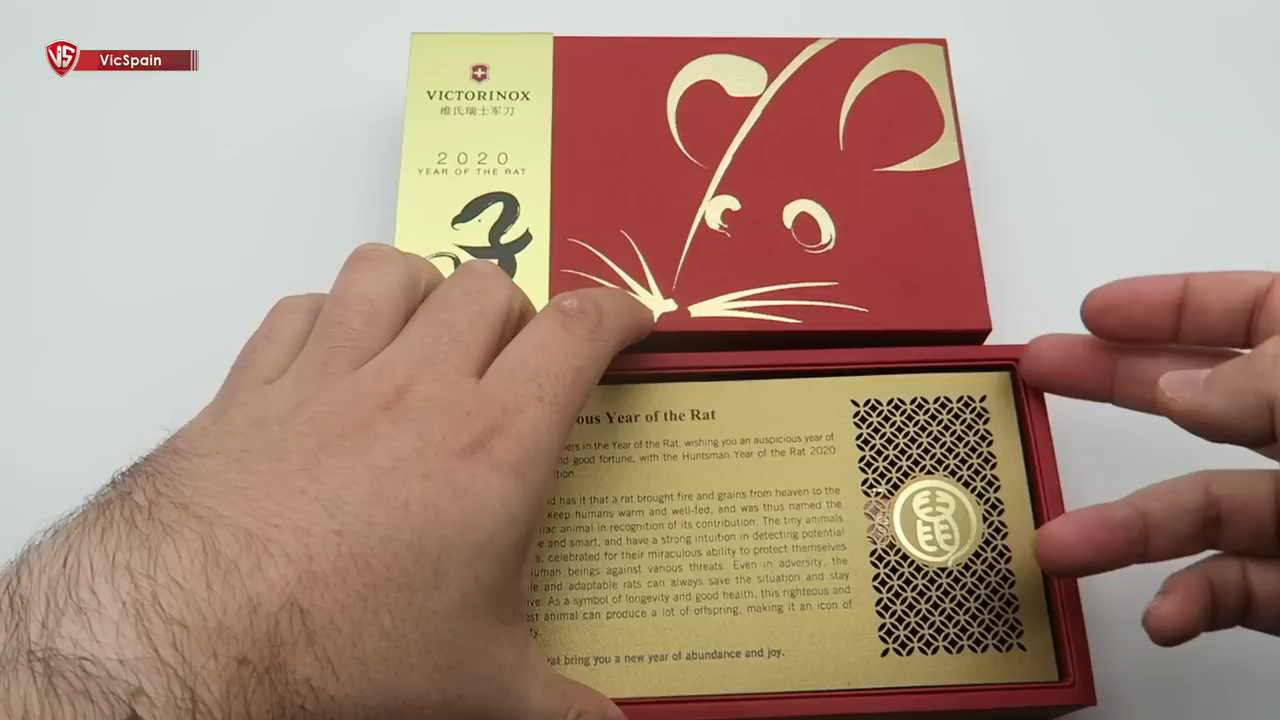 VS
VicSpain
VICTORINOX
维氏瑞士军刀
2020
YEAR OF THE RAT
ous Year of the Rat
in the Year of the Rat, wishing you an auspicious year of
good fortune, with the Huntsman Year of the Rat 2020
has it that a rat brought fire and grains from heaven to the
keep humans warm and well-fed, and was thus named the
animal in recognition of its contribution. The tiny animals
and smart, and have a strong intuition in detecting potential
celebrated for their miraculous ability to protect themselves
uman beings against various threats. Even in adversity, the
and adaptable rats can always save the situation and stay
As a symbol of longevity and good health, this righteous and
animal can produce a lot of offspring, making it an icon of
rat bring you a new year of abundance and joy.
鼠